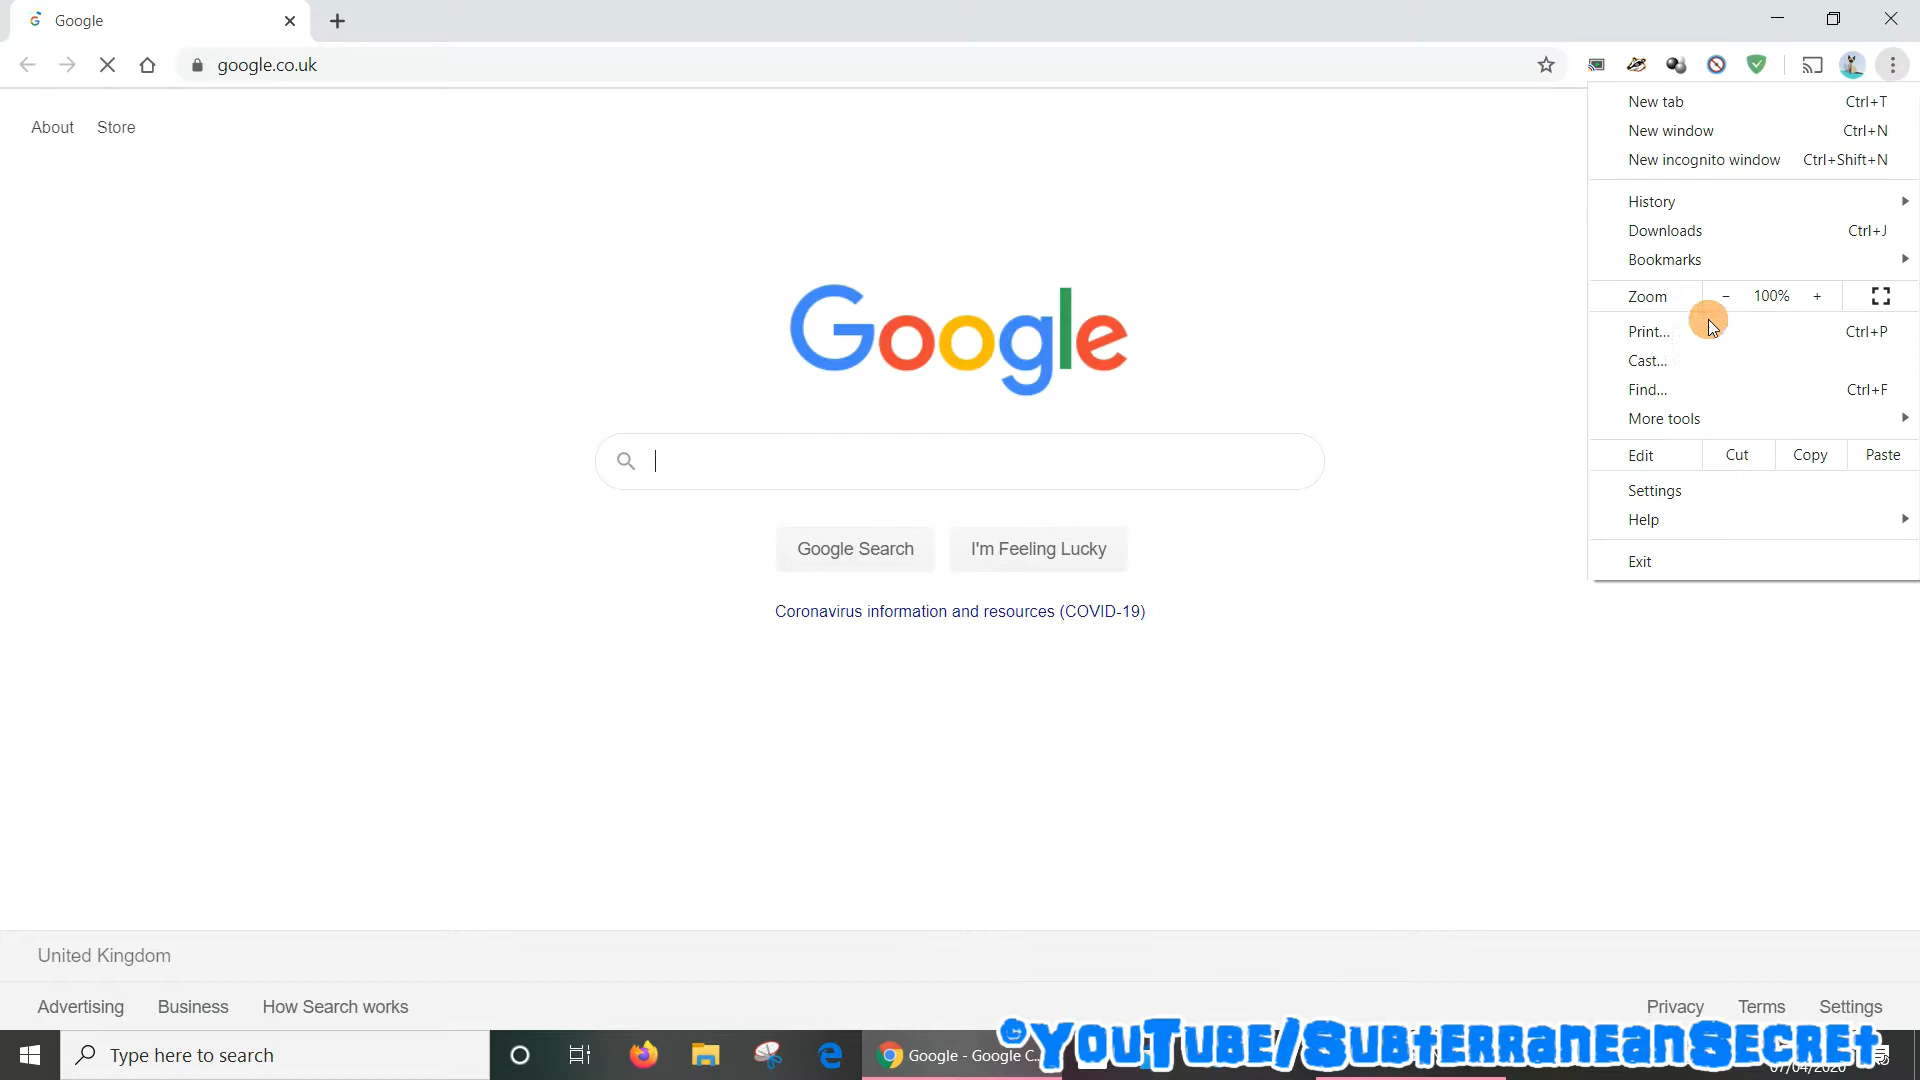 Google
google.co.uk
About Store
New tab Ctrl+T
New window Ctrl+N
New incognito window Ctrl+Shift+N
History
Downloads Ctrl+J
Bookmarks
Zoom - 100% +
Print... Ctrl+P
Cast...
Find... Ctrl+F
More tools
Edit Cut Copy Paste
Settings
Help
Exit
Google
Google Search I'm Feeling Lucky
Coronavirus information and resources (COVID-19)
United Kingdom
Advertising Business How Search works Privacy Terms Settings
Type here to search
Google - Google C...
©YouTube/SubterraneanSecret
07/04/2020